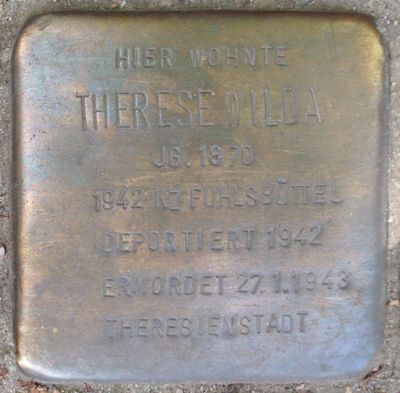 HIER WOHNTE
THERESE WILDA
JG. 1870
1942 KZ FUHLSBÜTTEL
DEPORTIERT 1942
ERMORDET 27.1.1943
THERESIENSTADT